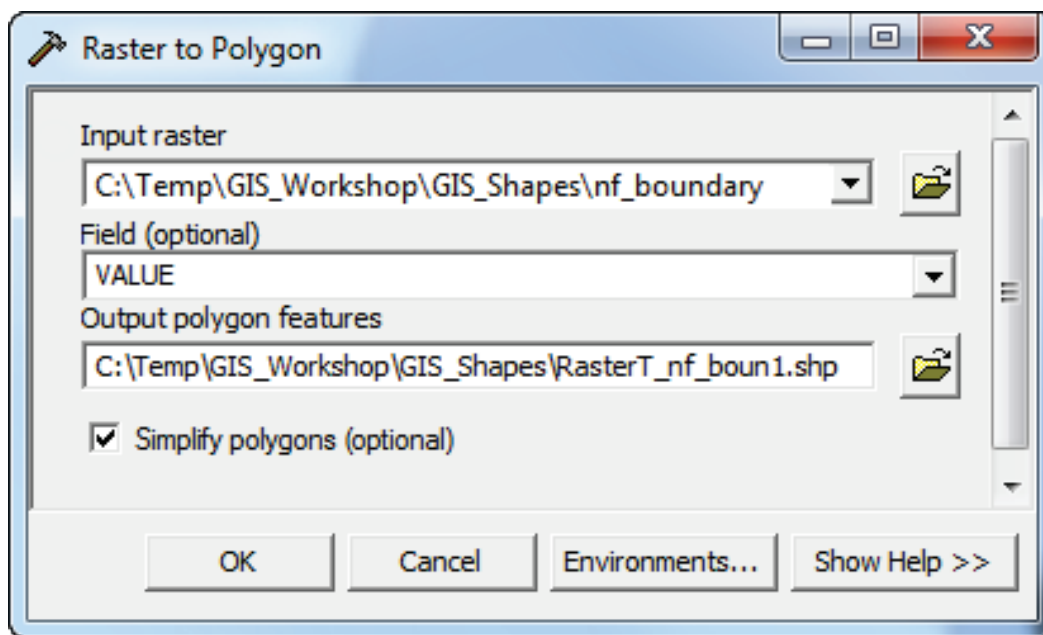 Raster to Polygon
Input raster
C:\Temp\GIS_Workshop\GIS_Shapes\nf_boundary
Field (optional)
VALUE
Output polygon features
C:\Temp\GIS_Workshop\GIS_Shapes\RasterT_nf_boun1.shp
Simplify polygons (optional)
OK Cancel Environments... Show Help >>